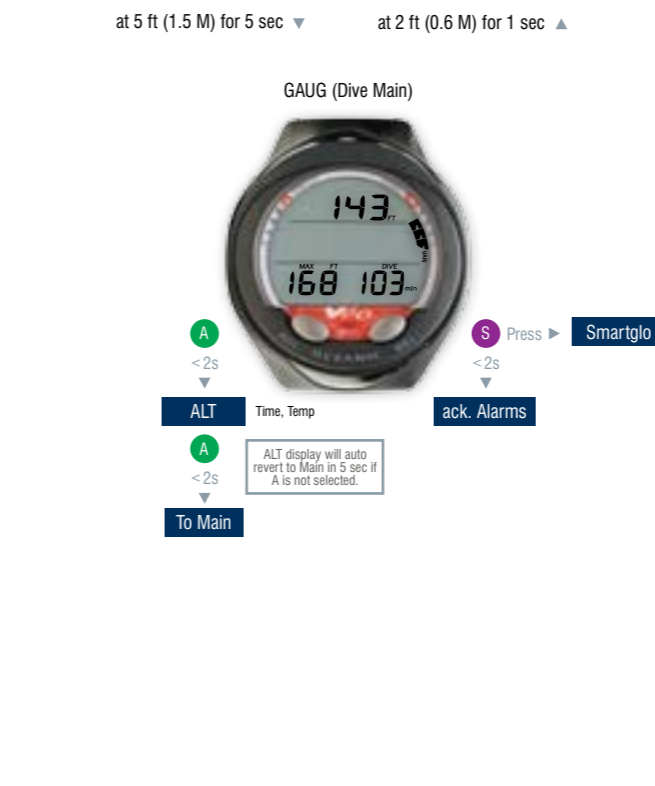 at 5 ft (1.5 M) for 5 sec ▼
at 2 ft (0.6 M) for 1 sec ▲
GAUG (Dive Main)
143 FT
MAX FT DIVE
168 103 min
OCEANIC
A
S Press ► Smartglo
<2s
<2s
▼
▼
ALT Time, Temp
ack. Alarms
A
ALT display will auto
revert to Main in 5 sec if
A is not selected.
<2s
▼
To Main